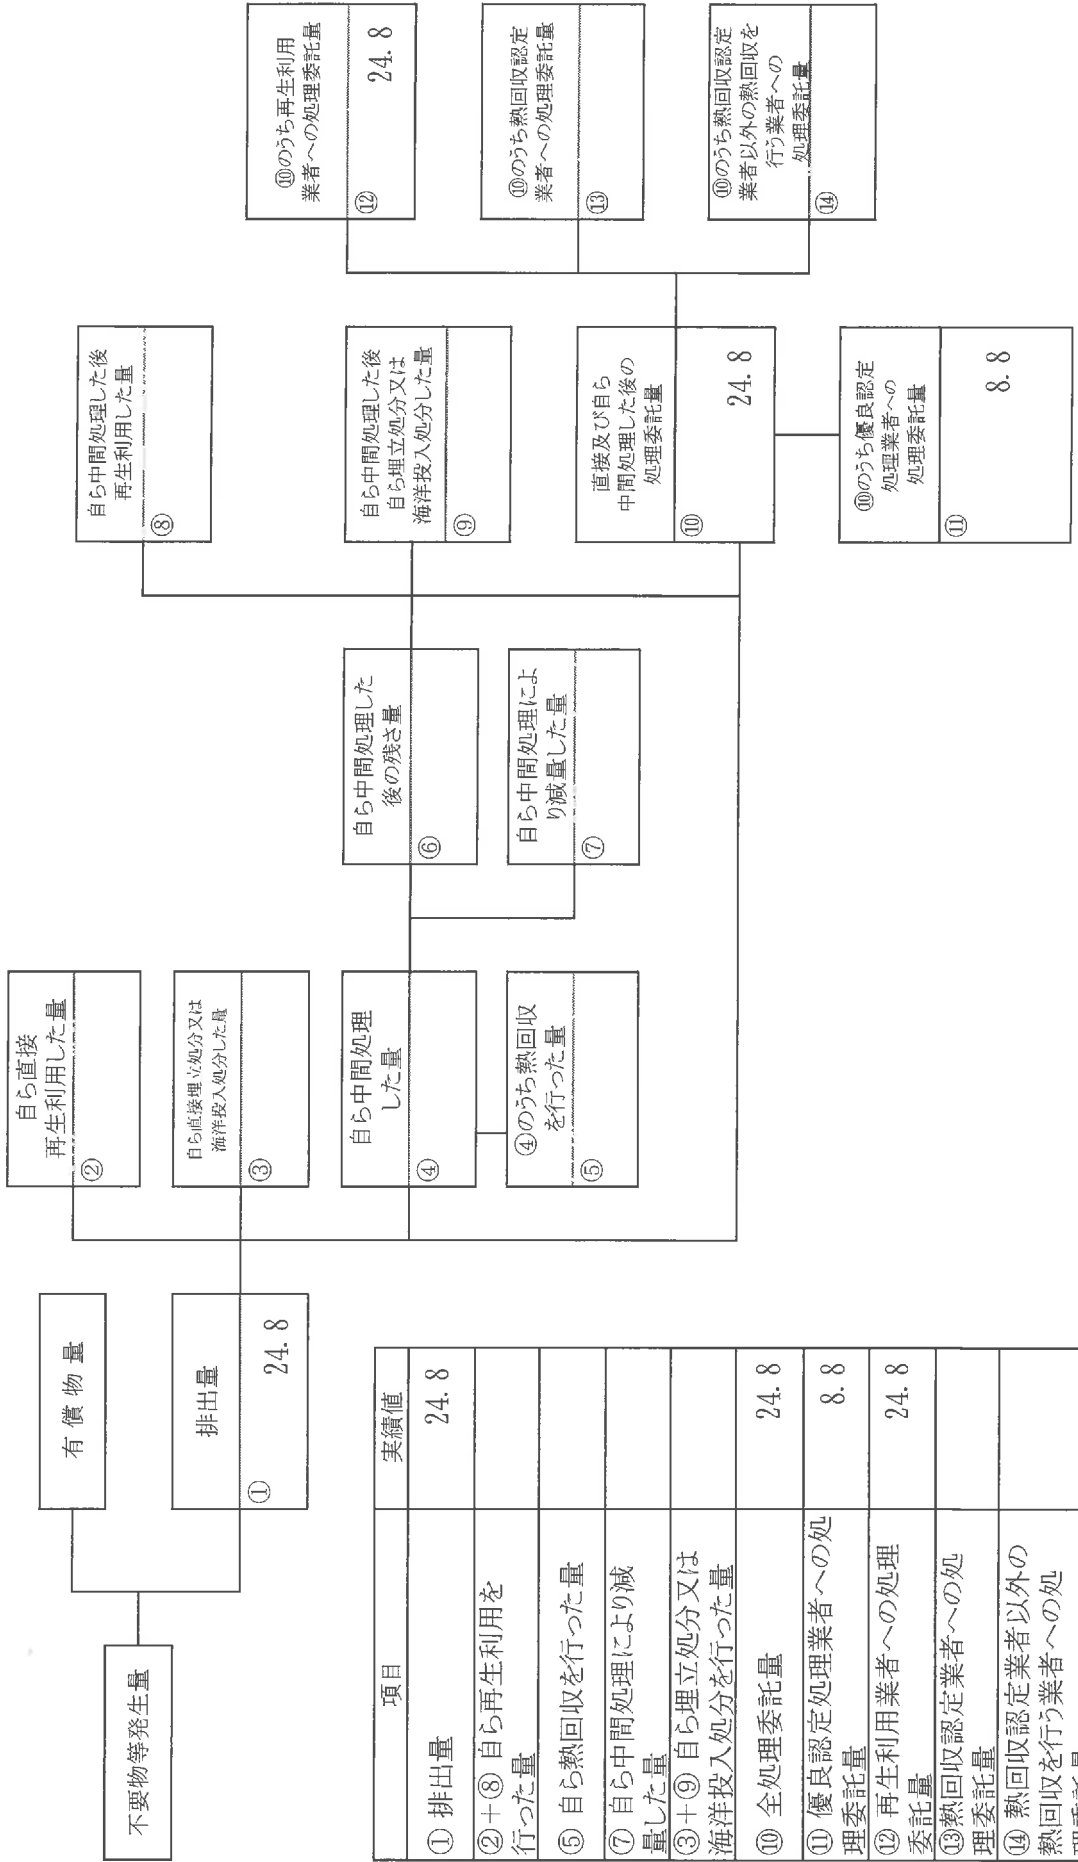 不要物等発生量
有償物量
排出量
①
24.8
自ら直接
再生利用した量
②
自ら直接埋立処分又は
海洋投入処分した量
③
自ら中間処理
した量
④
④のうち熱回収
を行った量
⑤
自ら中間処理した
後の残さ量
⑥
自ら中間処理によ
り減量した量
⑦
自ら中間処理した後
再生利用した量
⑧
自ら中間処理した後
自ら埋立処分又は
海洋投入処分した量
⑨
直接及び自ら
中間処理した後の
処理委託量
⑩
24.8
⑩のうち優良認定
処理業者への
処理委託量
⑪
8.8
⑩のうち再生利用
業者への処理委託量
⑫
24.8
⑩のうち熱回収認定
業者への処理委託量
⑬
⑩のうち熱回収認定
業者以外の熱回収を
行う業者への
処理委託量
⑭
項目 実績値
① 排出量 24.8
②+⑧ 自ら再生利用を
行った量
⑤ 自ら熱回収を行った量
⑦ 自ら中間処理により減
量した量
③+⑨ 自ら埋立処分又は
海洋投入処分を行った量
⑩ 全処理委託量 24.8
⑪ 優良認定処理業者への処
理委託量 8.8
⑫ 再生利用業者への処理
委託量 24.8
⑬熱回収認定業者への処
理委託量
⑭ 熱回収認定業者以外の
熱回収を行う業者への処